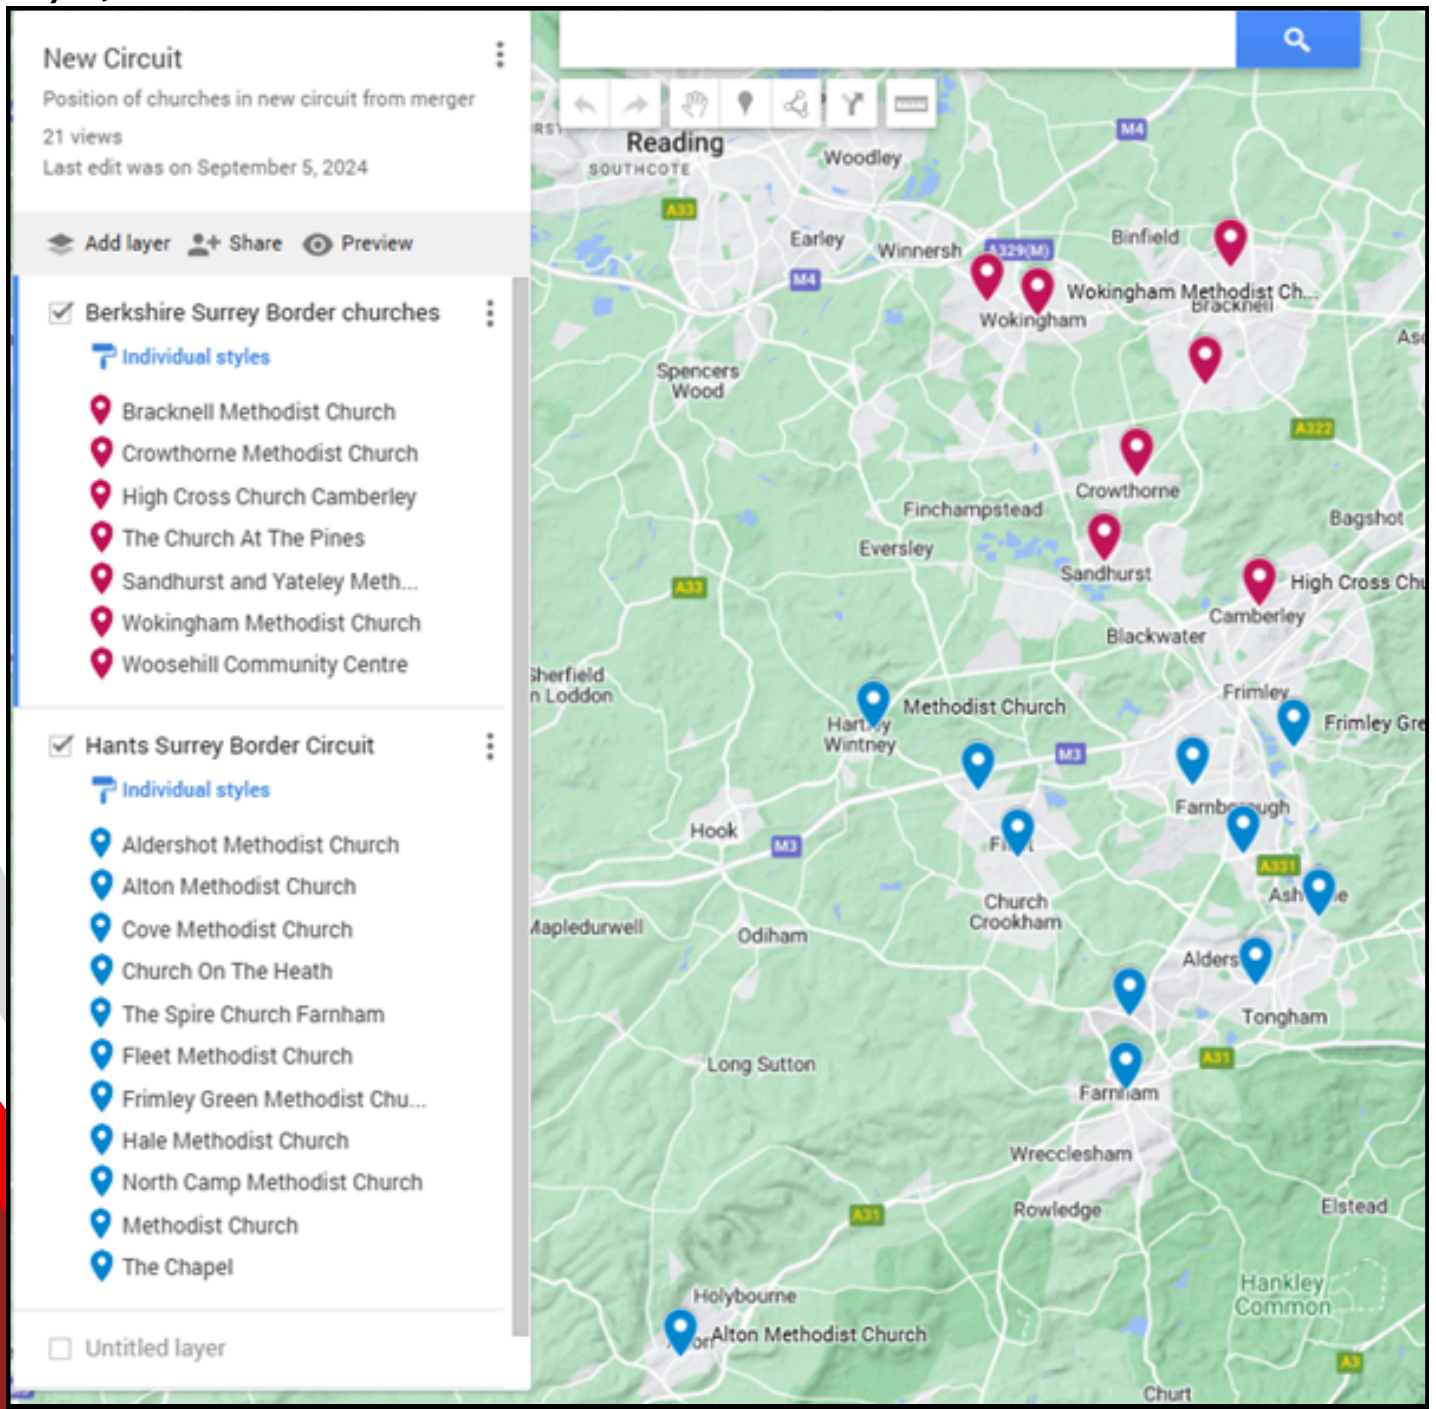 New Circuit
Position of churches in new circuit from merger
21 views
Last edit was on September 5, 2024
Add layer Share Preview
Berkshire Surrey Border churches
Individual styles
Bracknell Methodist Church
Crowthorne Methodist Church
High Cross Church Camberley
The Church At The Pines
Sandhurst and Yateley Meth...
Wokingham Methodist Church
Woosehill Community Centre
Hants Surrey Border Circuit
Individual styles
Aldershot Methodist Church
Alton Methodist Church
Cove Methodist Church
Church On The Heath
The Spire Church Farnham
Fleet Methodist Church
Frimley Green Methodist Chu...
Hale Methodist Church
North Camp Methodist Church
Methodist Church
The Chapel
Untitled layer
M4
Reading
Woodley
SOUTHCOTE
A33
Earley
Winnersh
A329(M)
Binfield
M4
Wokingham Methodist Ch...
Bracknell
Wokingham
Spencers
Wood
A322
Crowthorne
Finchampstead
Bagshot
Eversley
Sandhurst
A33
High Cross Chu
Camberley
Blackwater
Sherfield
n Loddon
Frimley
Methodist Church
Hartley
Wintney
Frimley Gre
M3
Farnborough
Hook
M3
Fleet
A331
Ash
Church
Crookham
Mapledurwell
Odiham
Alders
Tongham
Long Sutton
A31
Farnham
Wrecclesham
Rowledge
A31
Elstead
Hankley
Common
Holybourne
Alton Methodist Church
A3
Churt